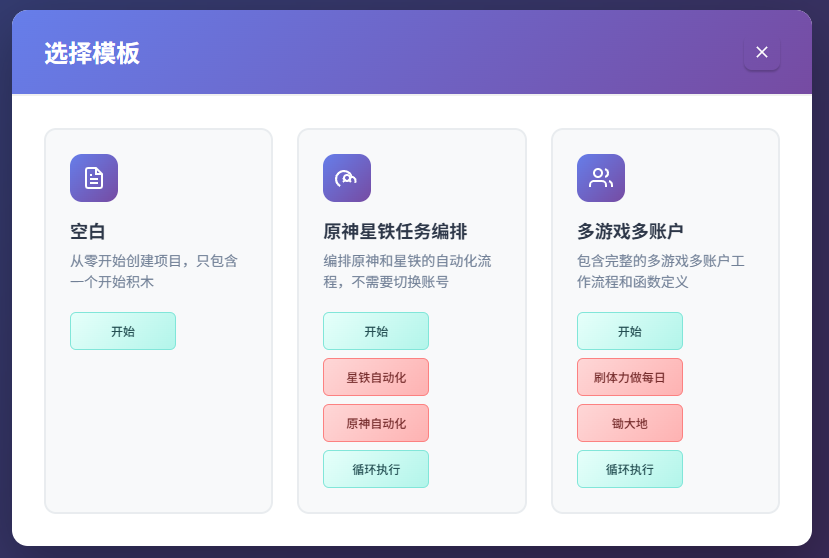 选择模板
空白
从零开始创建项目，只包含
一个开始积木
开始
原神星铁任务编排
编排原神和星铁的自动化流
程，不需要切换账号
开始
星铁自动化
原神自动化
循环执行
多游戏多账户
包含完整的多游戏多账户工
作流程和函数定义
开始
刷体力做每日
锄大地
循环执行